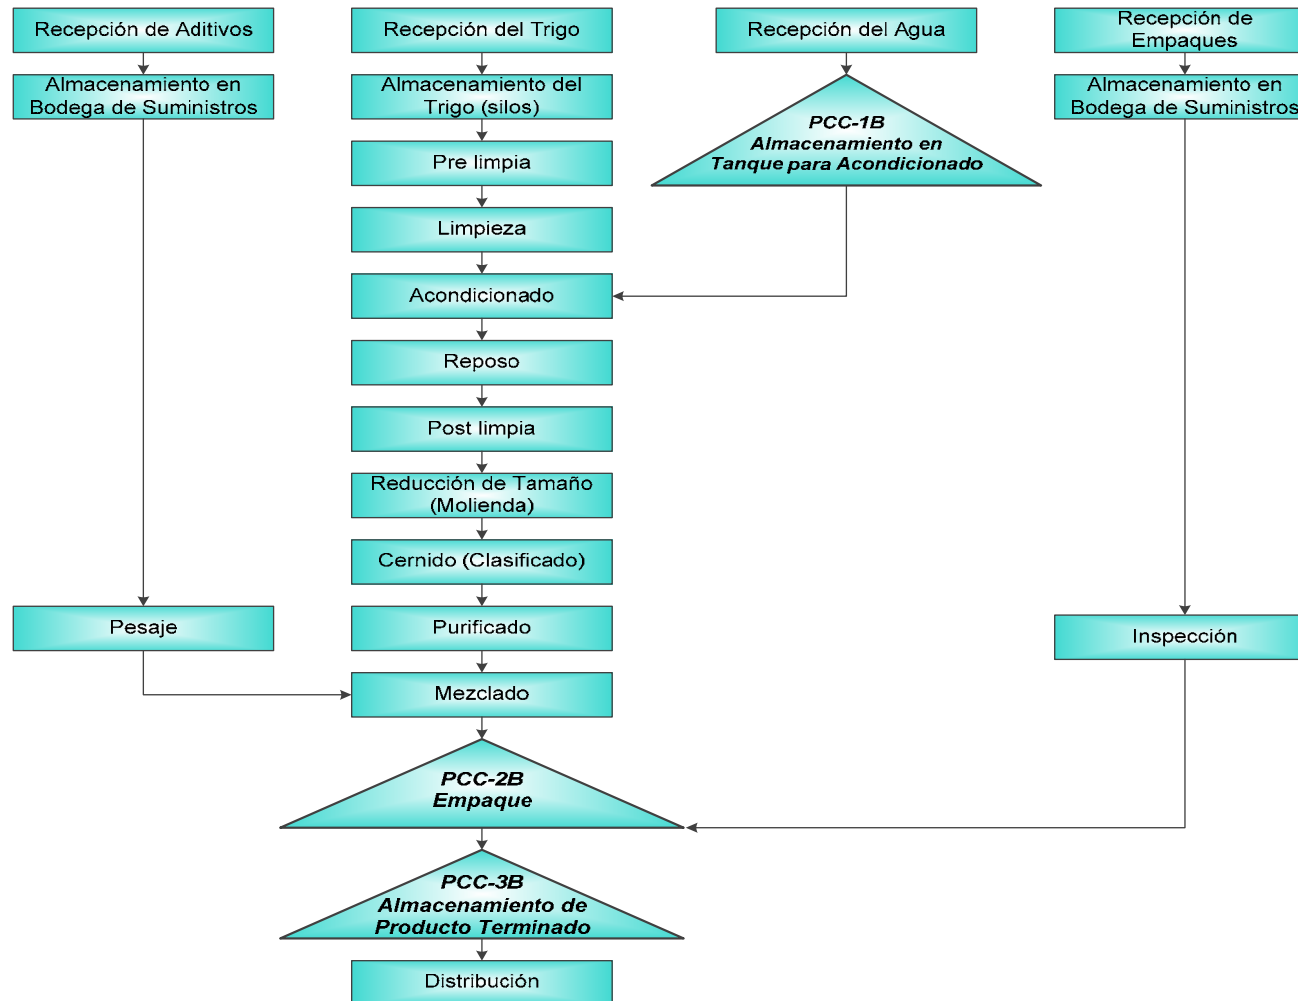 Recepción de Aditivos
Recepción del Trigo
Recepción del Agua
Recepción de
Empaques
Almacenamiento en
Bodega de Suministros
Almacenamiento del
Trigo (silos)
PCC-1B
Almacenamiento en
Tanque para Acondicionado
Almacenamiento en
Bodega de Suministros
Pre limpia
Limpieza
Acondicionado
Reposo
Post limpia
Reducción de Tamaño
(Molienda)
Cernido (Clasificado)
Pesaje
Purificado
Inspección
Mezclado
PCC-2B
Empaque
PCC-3B
Almacenamiento de
Producto Terminado
Distribución